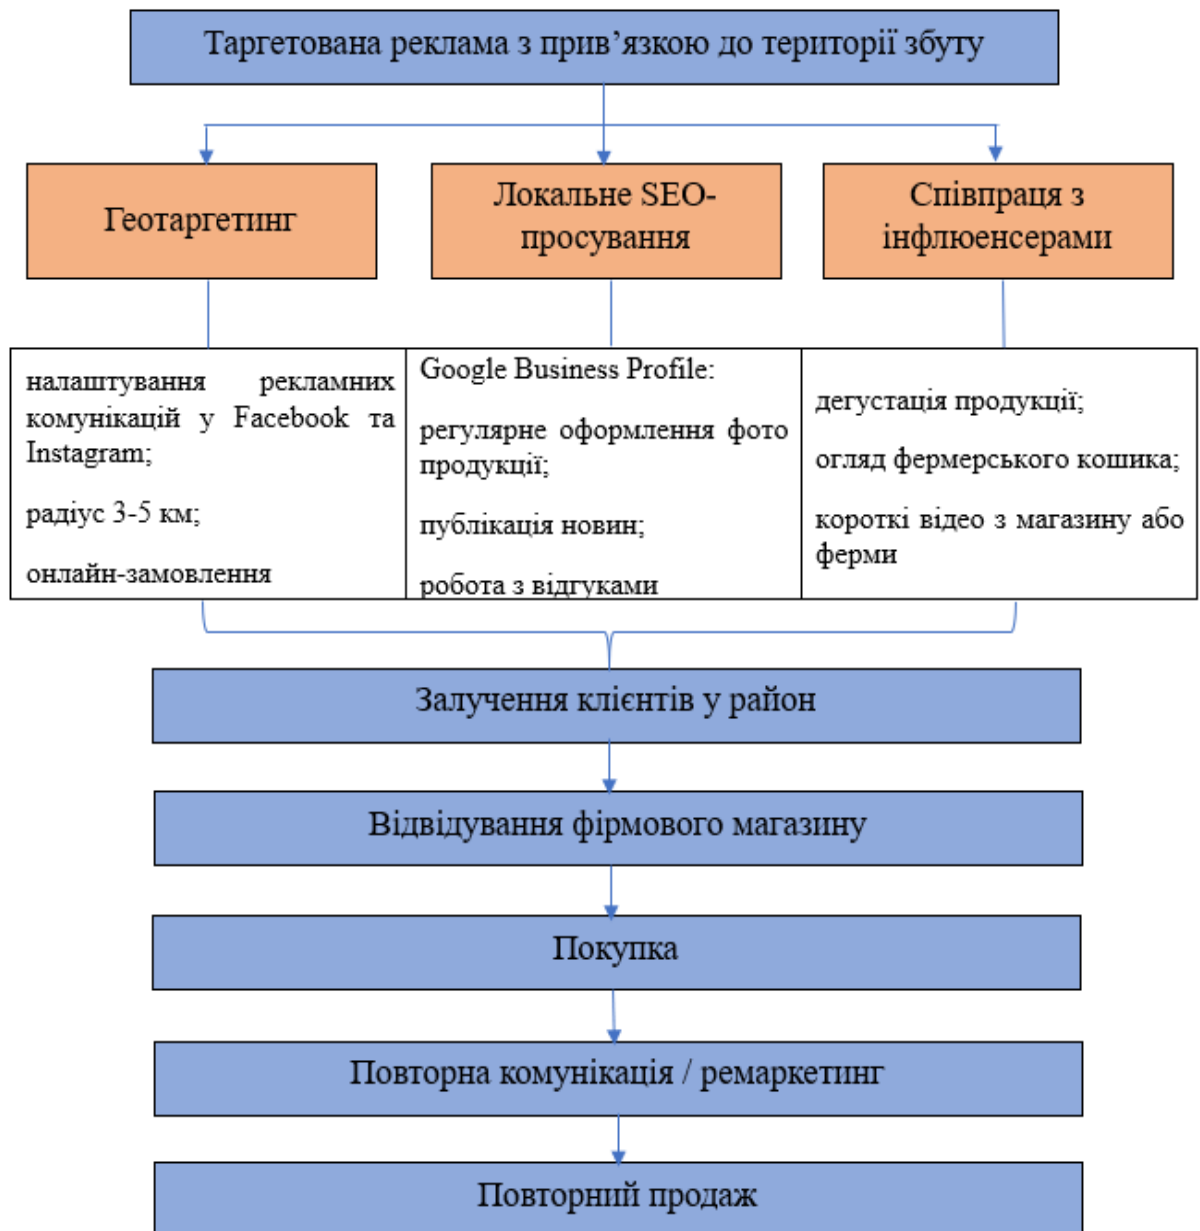 Таргетована реклама з прив’язкою до території збуту
Геотаргетинг
Локальне SEO-
просування
Співпраця з
інфлюенсерами
налаштування рекламних
комунікацій у Facebook та
Instagram;
радіус 3-5 км;
онлайн-замовлення
Google Business Profile:
регулярне оформлення фото
продукції;
публікація новин;
робота з відгуками
дегустація продукції;
огляд фермерського кошика;
короткі відео з магазину або
ферми
Залучення клієнтів у район
Відвідування фірмового магазину
Покупка
Повторна комунікація / ремаркетинг
Повторний продаж